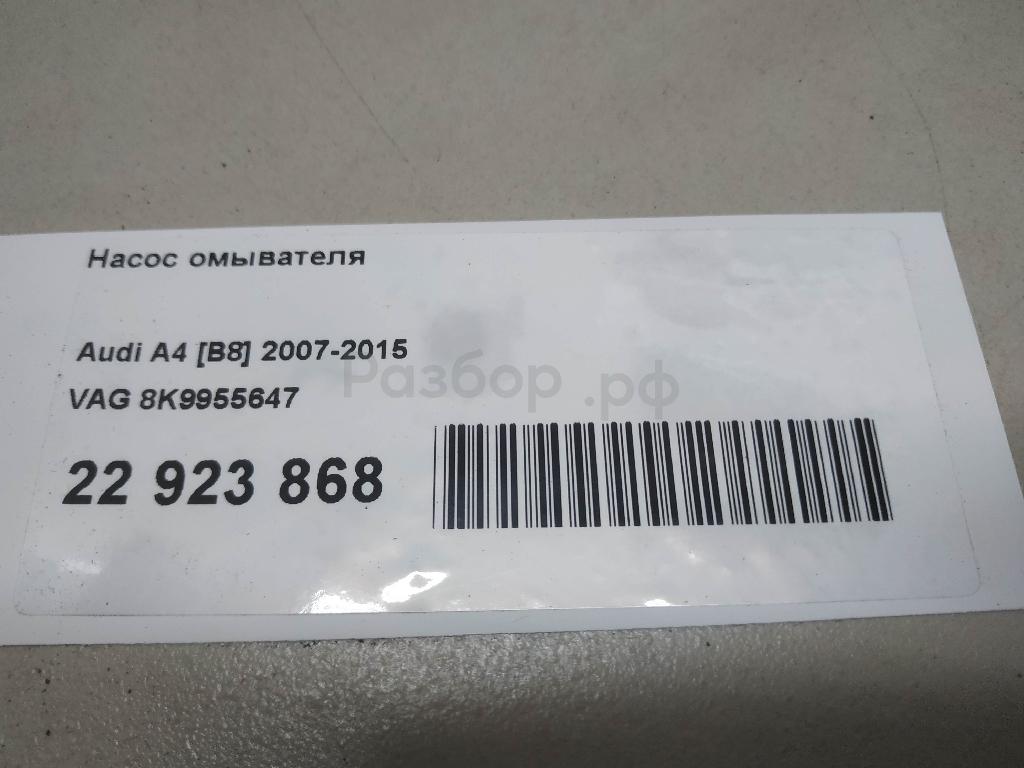 Насос омывателя
Audi A4 [B8] 2007-2015
Разбор.рф
VAG 8K9955647
22 923 868